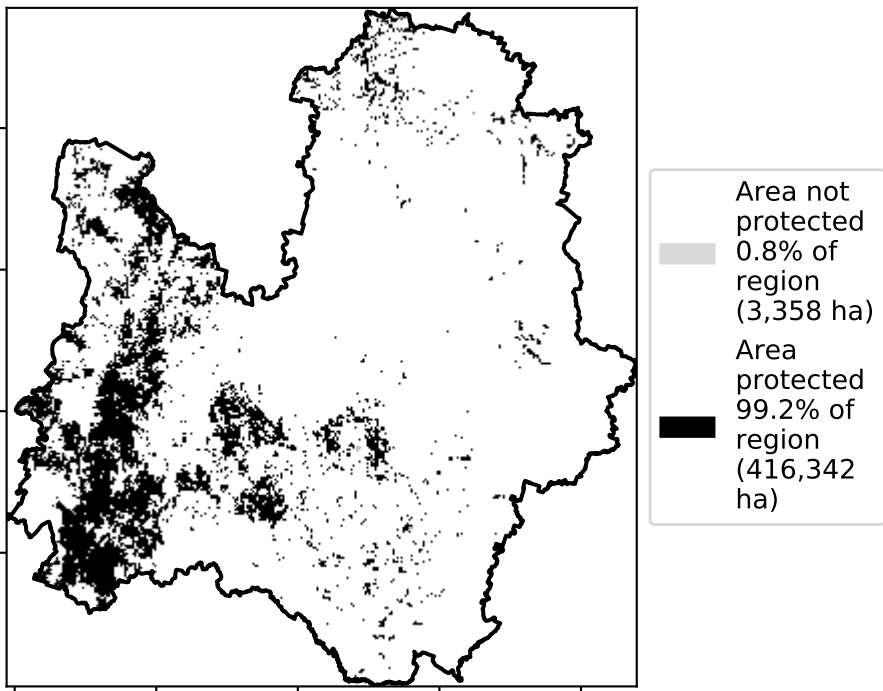 Area not
protected
0.8% of
region
(3,358 ha)
Area
protected
99.2% of
region
(416,342
ha)